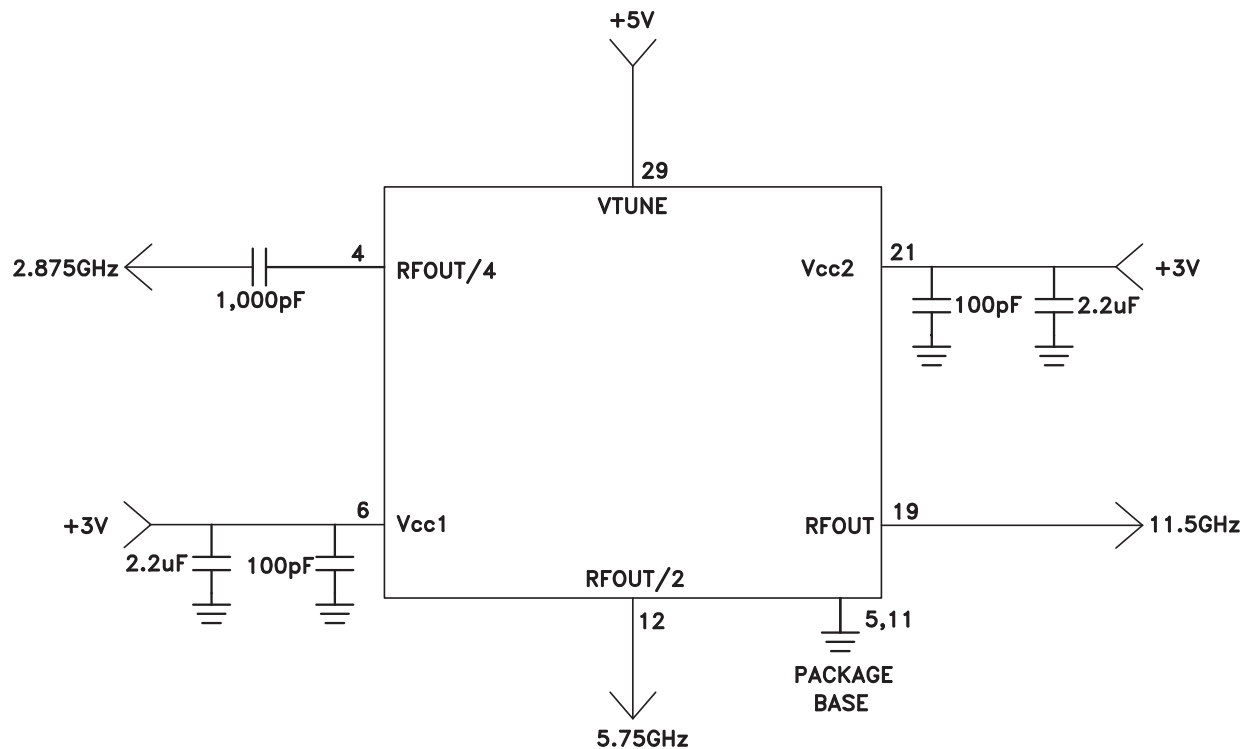 +5V
29
VTUNE
2.875GHz
4
RFOUT/4
1,000pF
Vcc2
21
+3V
100pF
2.2uF
+3V
6
Vcc1
2.2uF
100pF
RFOUT
19
11.5GHz
RFOUT/2
12
5.75GHz
5,11
PACKAGE
BASE